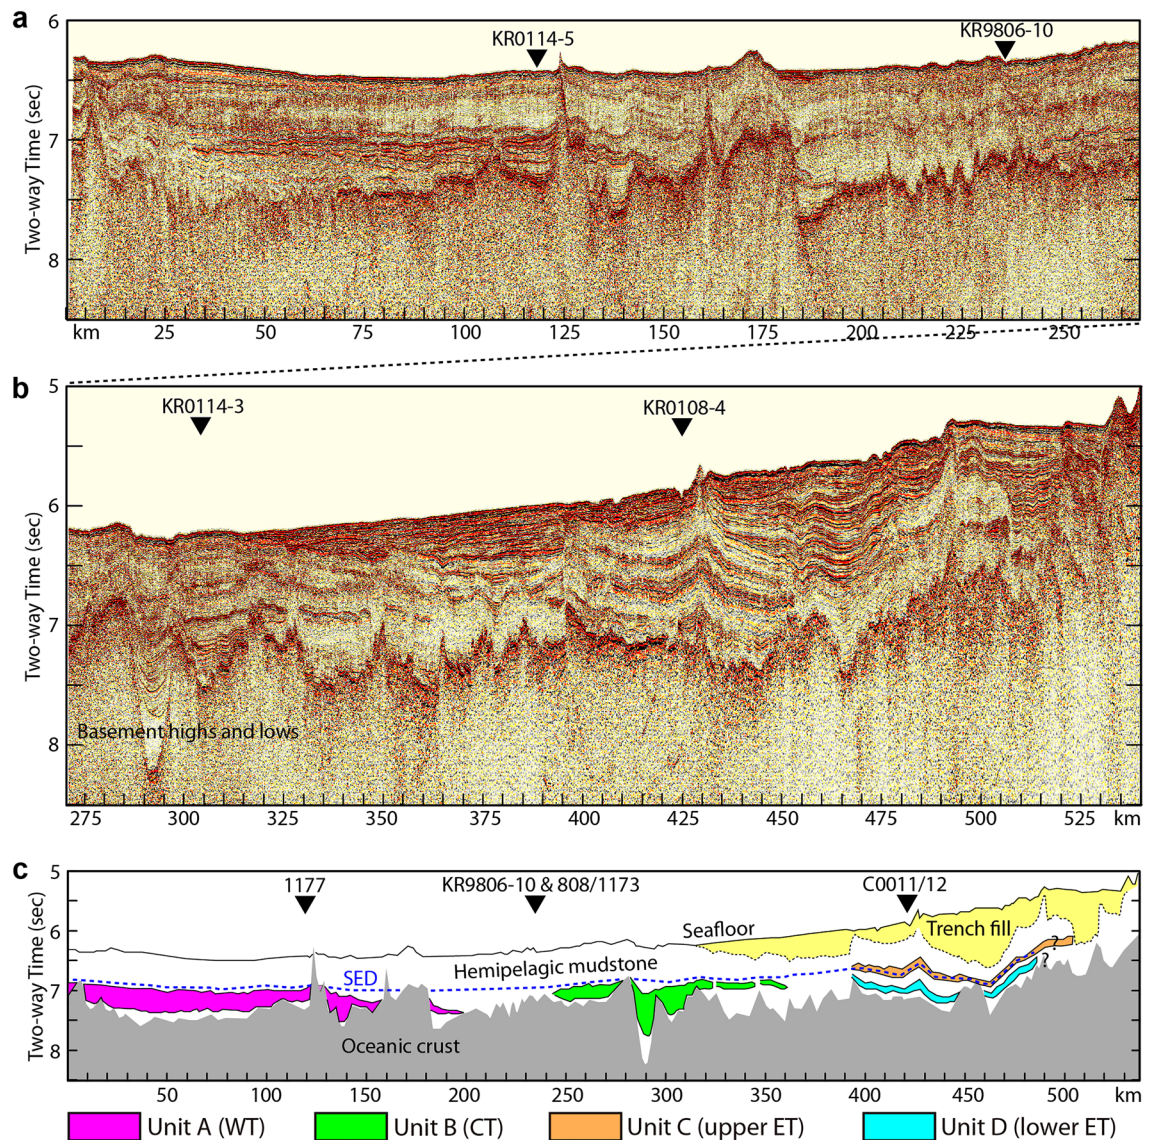 a
KR0114-5
KR9806-10
6
7
8
Two-way Time (sec)
km 25 50 75 100 125 150 175 200 225 250
b
KR0114-3
KR0108-4
5
6
7
8
Two-way Time (sec)
Basement highs and lows
275 300 325 350 375 400 425 450 475 500 525 km
c
1177
KR9806-10 & 808/1173
C0011/12
5
6
7
8
Two-way Time (sec)
Seafloor
Trench fill
SED
Hemipelagic mudstone
?
?
Oceanic crust
50 100 150 200 250 300 350 400 450 500 km
Unit A (WT)
Unit B (CT)
Unit C (upper ET)
Unit D (lower ET)